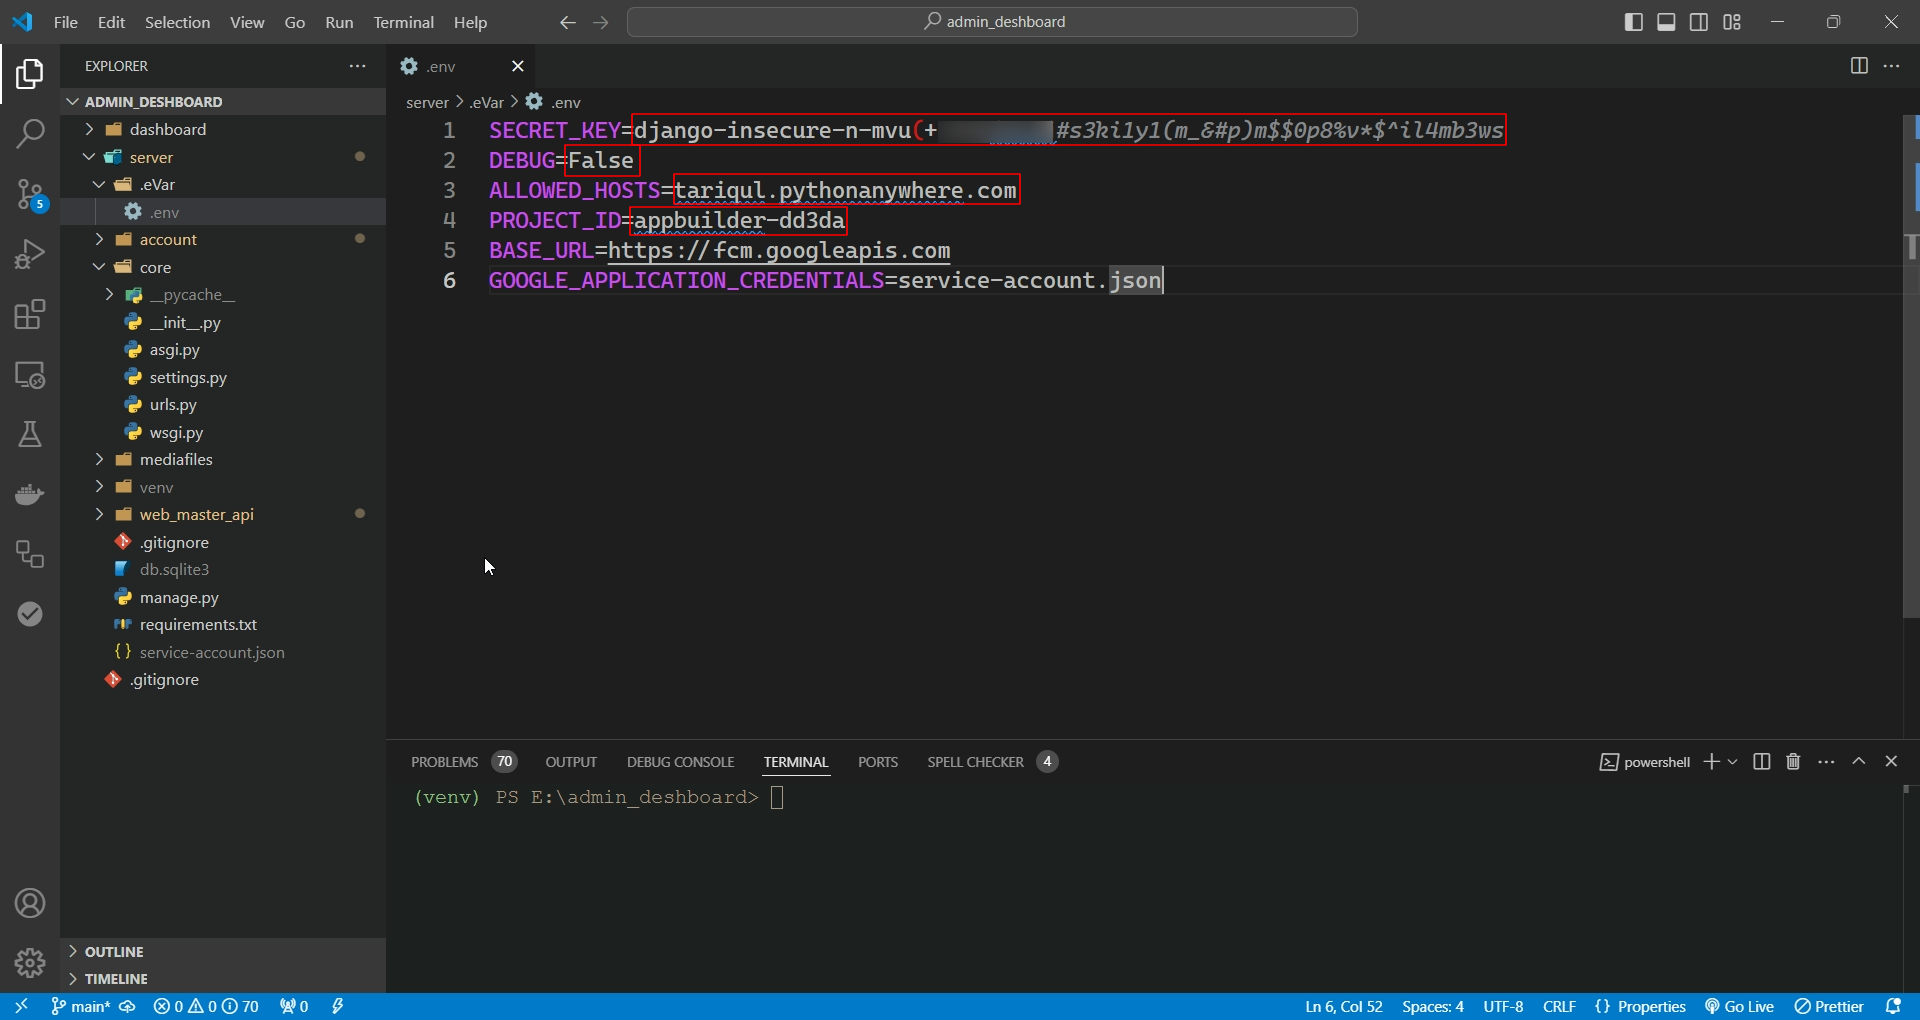 File Edit Selection View Go Run Terminal Help
admin_deshboard
EXPLORER
.env
ADMIN_DESHBOARD
server > .eVar > .env
dashboard
server
.eVar
.env
account
core
__pycache__
__init__.py
asgi.py
settings.py
urls.py
wsgi.py
mediafiles
venv
web_master_api
.gitignore
db.sqlite3
manage.py
requirements.txt
service-account.json
.gitignore
OUTLINE
TIMELINE
1 SECRET_KEY=django-insecure-n-mvu(+ #s3ki1y1(m_&#p)m$$0p8%v*$^il4mb3ws
2 DEBUG=False
3 ALLOWED_HOSTS=tariqul.pythonanywhere.com
4 PROJECT_ID=appbuilder-dd3da
5 BASE_URL=https://fcm.googleapis.com
6 GOOGLE_APPLICATION_CREDENTIALS=service-account.json
PROBLEMS 70 OUTPUT DEBUG CONSOLE TERMINAL PORTS SPELL CHECKER 4
powershell
(venv) PS E:\admin_deshboard>
5
main* 0 0 70 0
Ln 6, Col 52 Spaces: 4 UTF-8 CRLF {} Properties Go Live Prettier